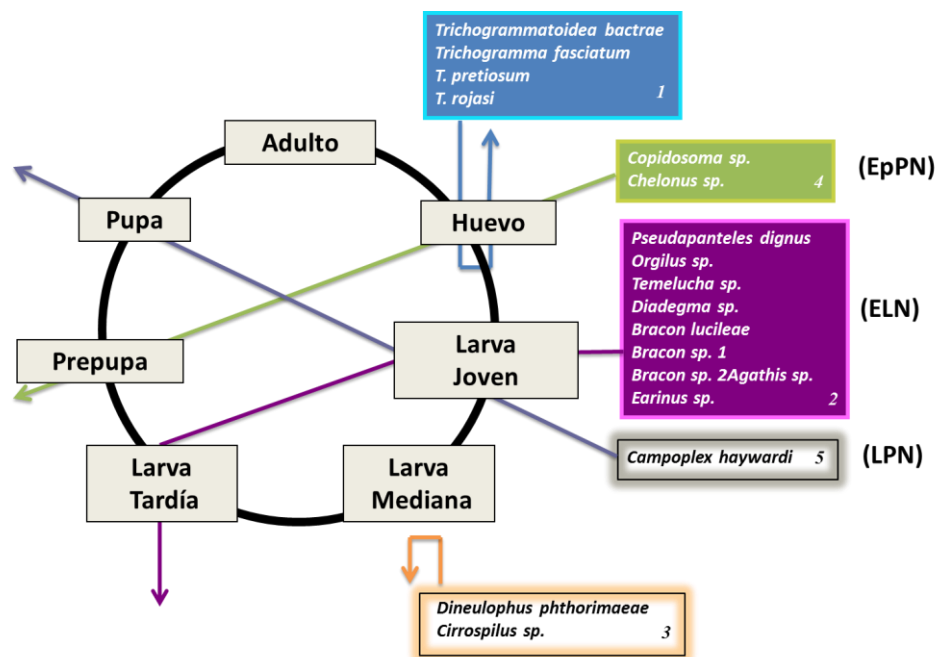 Trichogrammatoidea bactrae
Trichogramma fasciatum
T. pretiosum
T. rojasi
1
Adulto
Copidosoma sp.
Chelonus sp. 4
(EpPN)
Pupa
Huevo
Pseudapanteles dignus
Orgilus sp.
Temelucha sp.
Diadegma sp.
Bracon lucileae
Bracon sp. 1
Bracon sp. 2Agathis sp.
Earinus sp. 2
(ELN)
Prepupa
Larva
Joven
Campoplex haywardi 5
(LPN)
Larva
Tardía
Larva
Mediana
Dineulophus phthorimaeae
Cirrospilus sp. 3